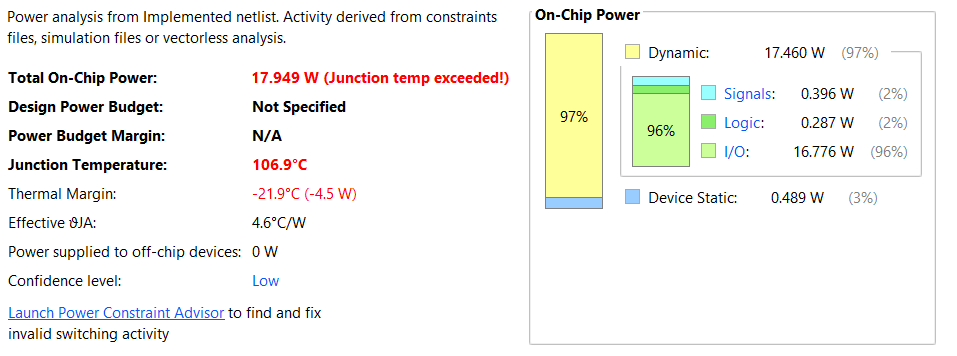 Power analysis from Implemented netlist. Activity derived from constraints
files, simulation files or vectorless analysis.
Total On-Chip Power: 17.949 W (Junction temp exceeded!)
Design Power Budget: Not Specified
Power Budget Margin: N/A
Junction Temperature: 106.9°C
Thermal Margin: -21.9°C (-4.5 W)
Effective ϑJA: 4.6°C/W
Power supplied to off-chip devices: 0 W
Confidence level: Low
Launch Power Constraint Advisor to find and fix
invalid switching activity
On-Chip Power
97%
Dynamic: 17.460 W (97%)
96%
Signals: 0.396 W (2%)
Logic: 0.287 W (2%)
I/O: 16.776 W (96%)
Device Static: 0.489 W (3%)